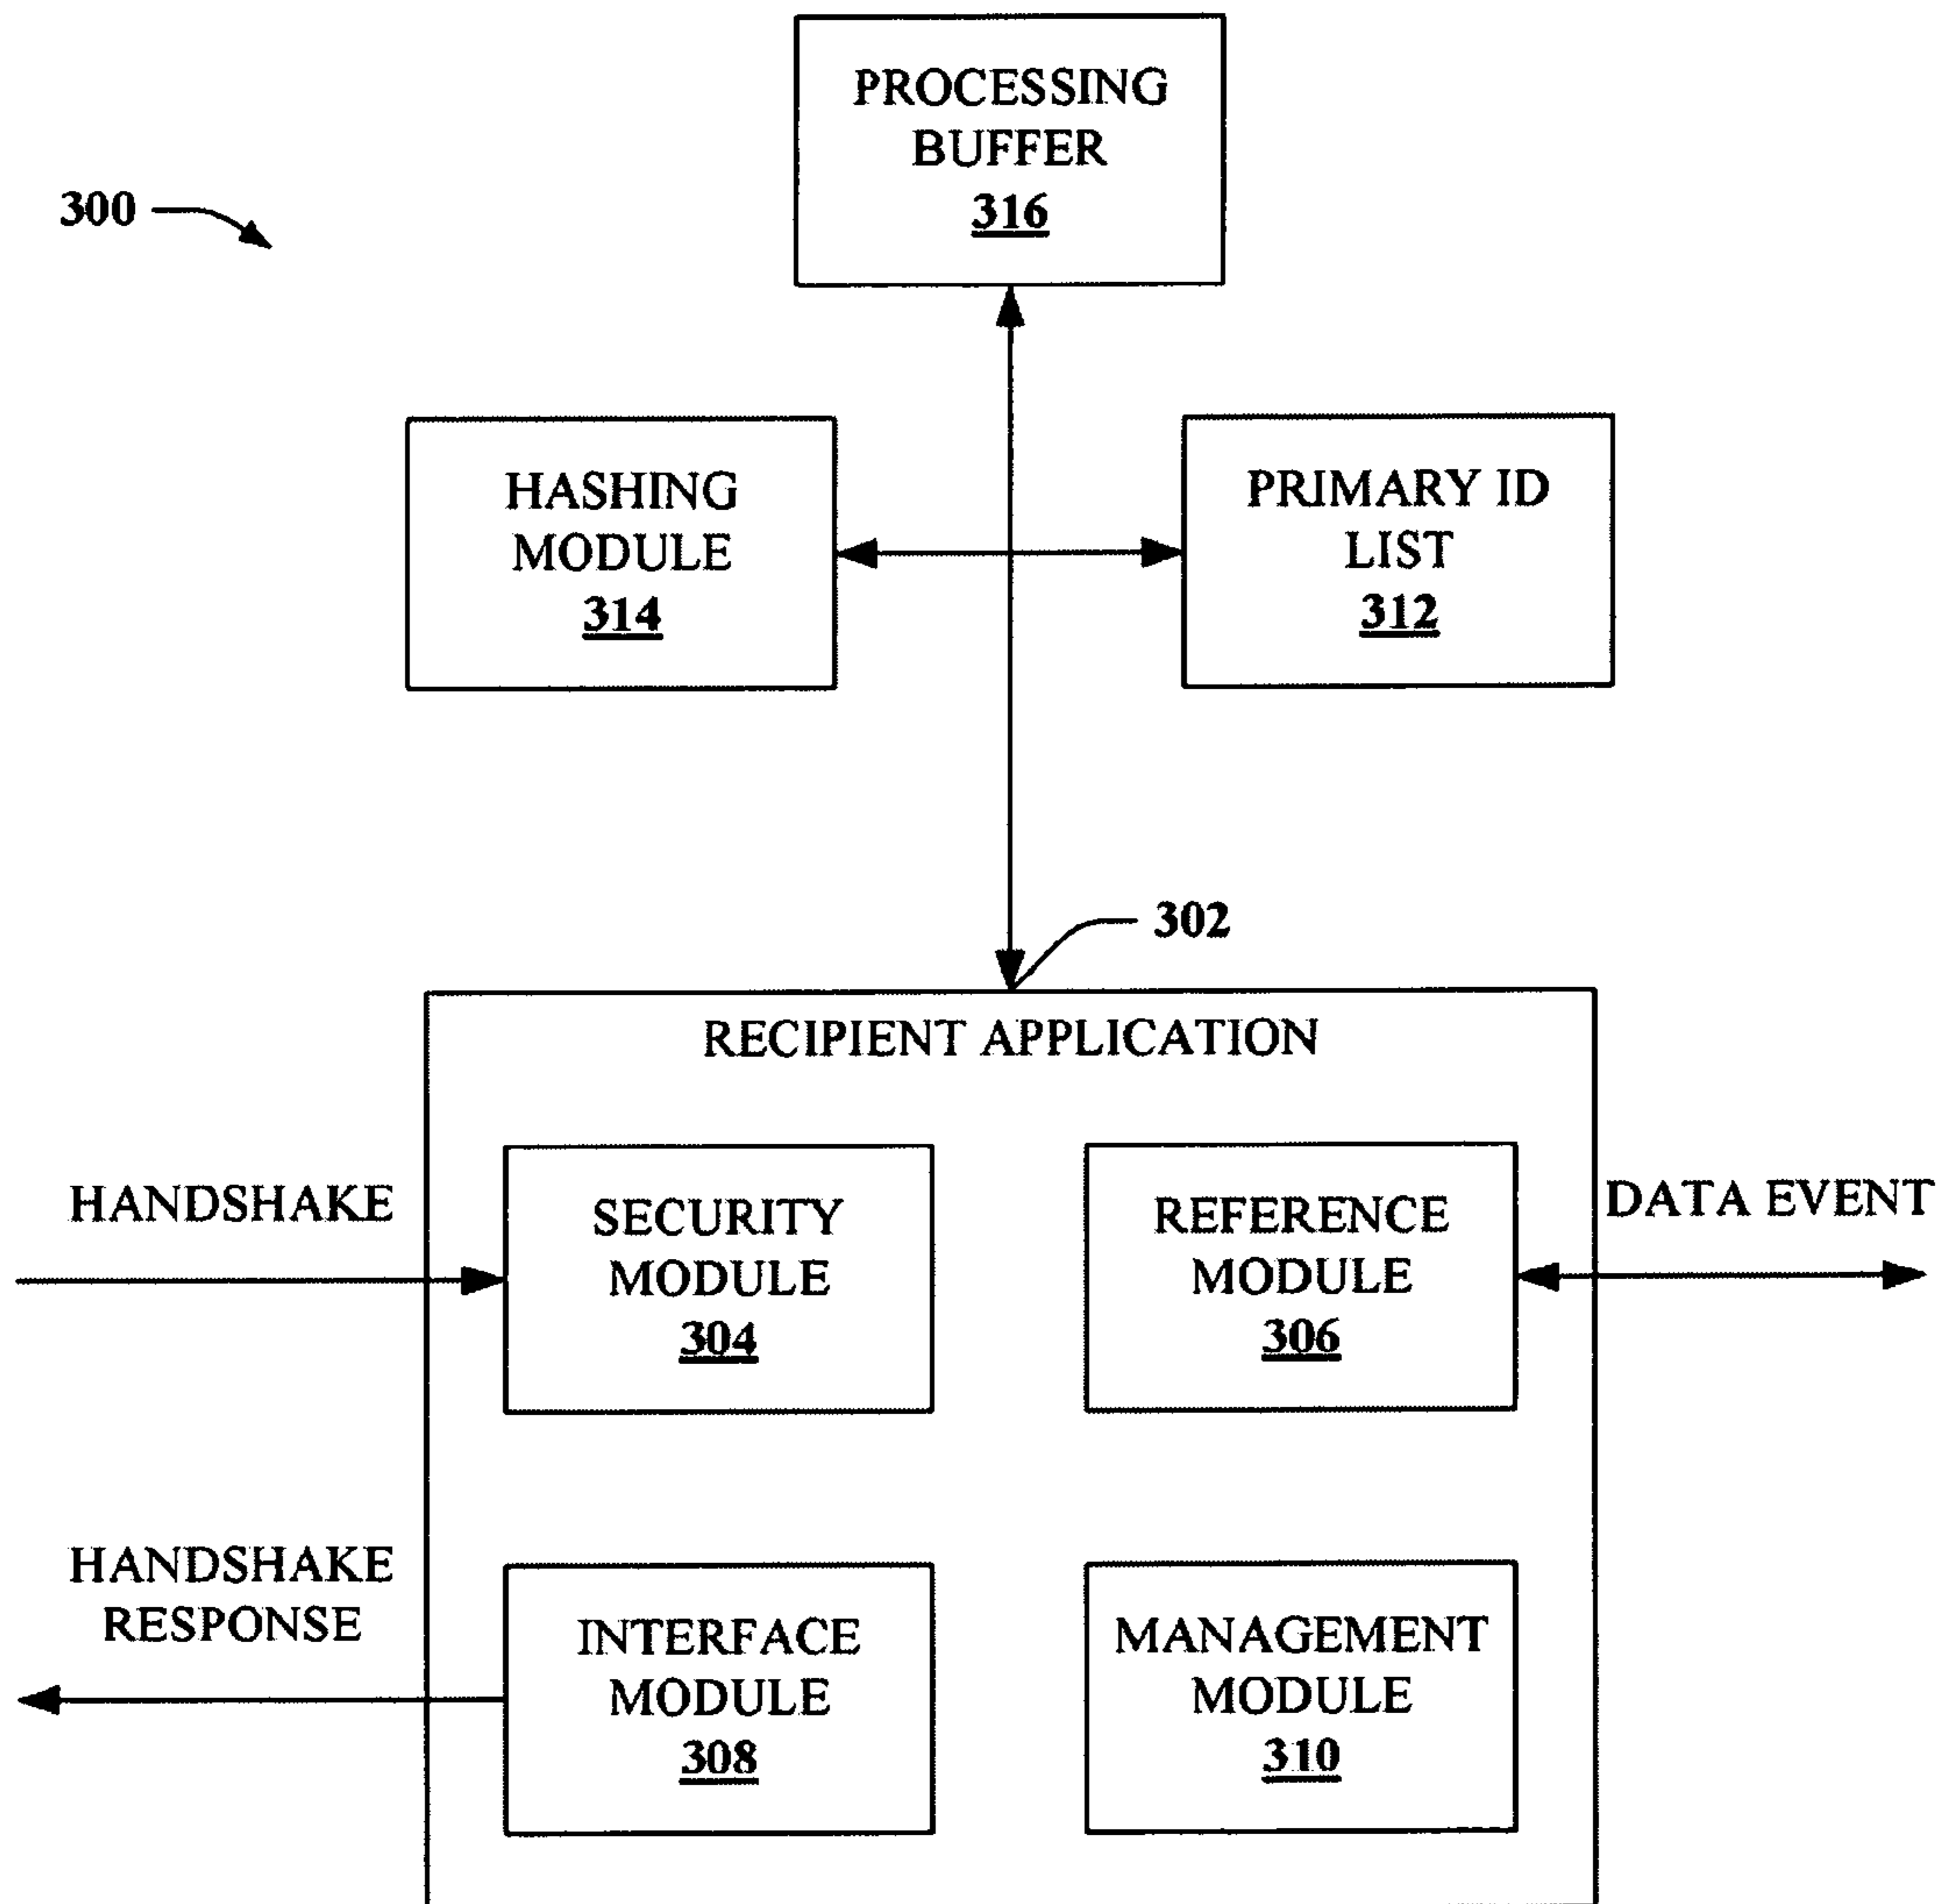 PROCESSING
BUFFER
316
300
HASHING
MODULE
314
PRIMARY ID
LIST
312
302
RECIPIENT APPLICATION
HANDSHAKE
SECURITY
MODULE
304
REFERENCE
MODULE
306
DATA EVENT
HANDSHAKE
RESPONSE
INTERFACE
MODULE
308
MANAGEMENT
MODULE
310